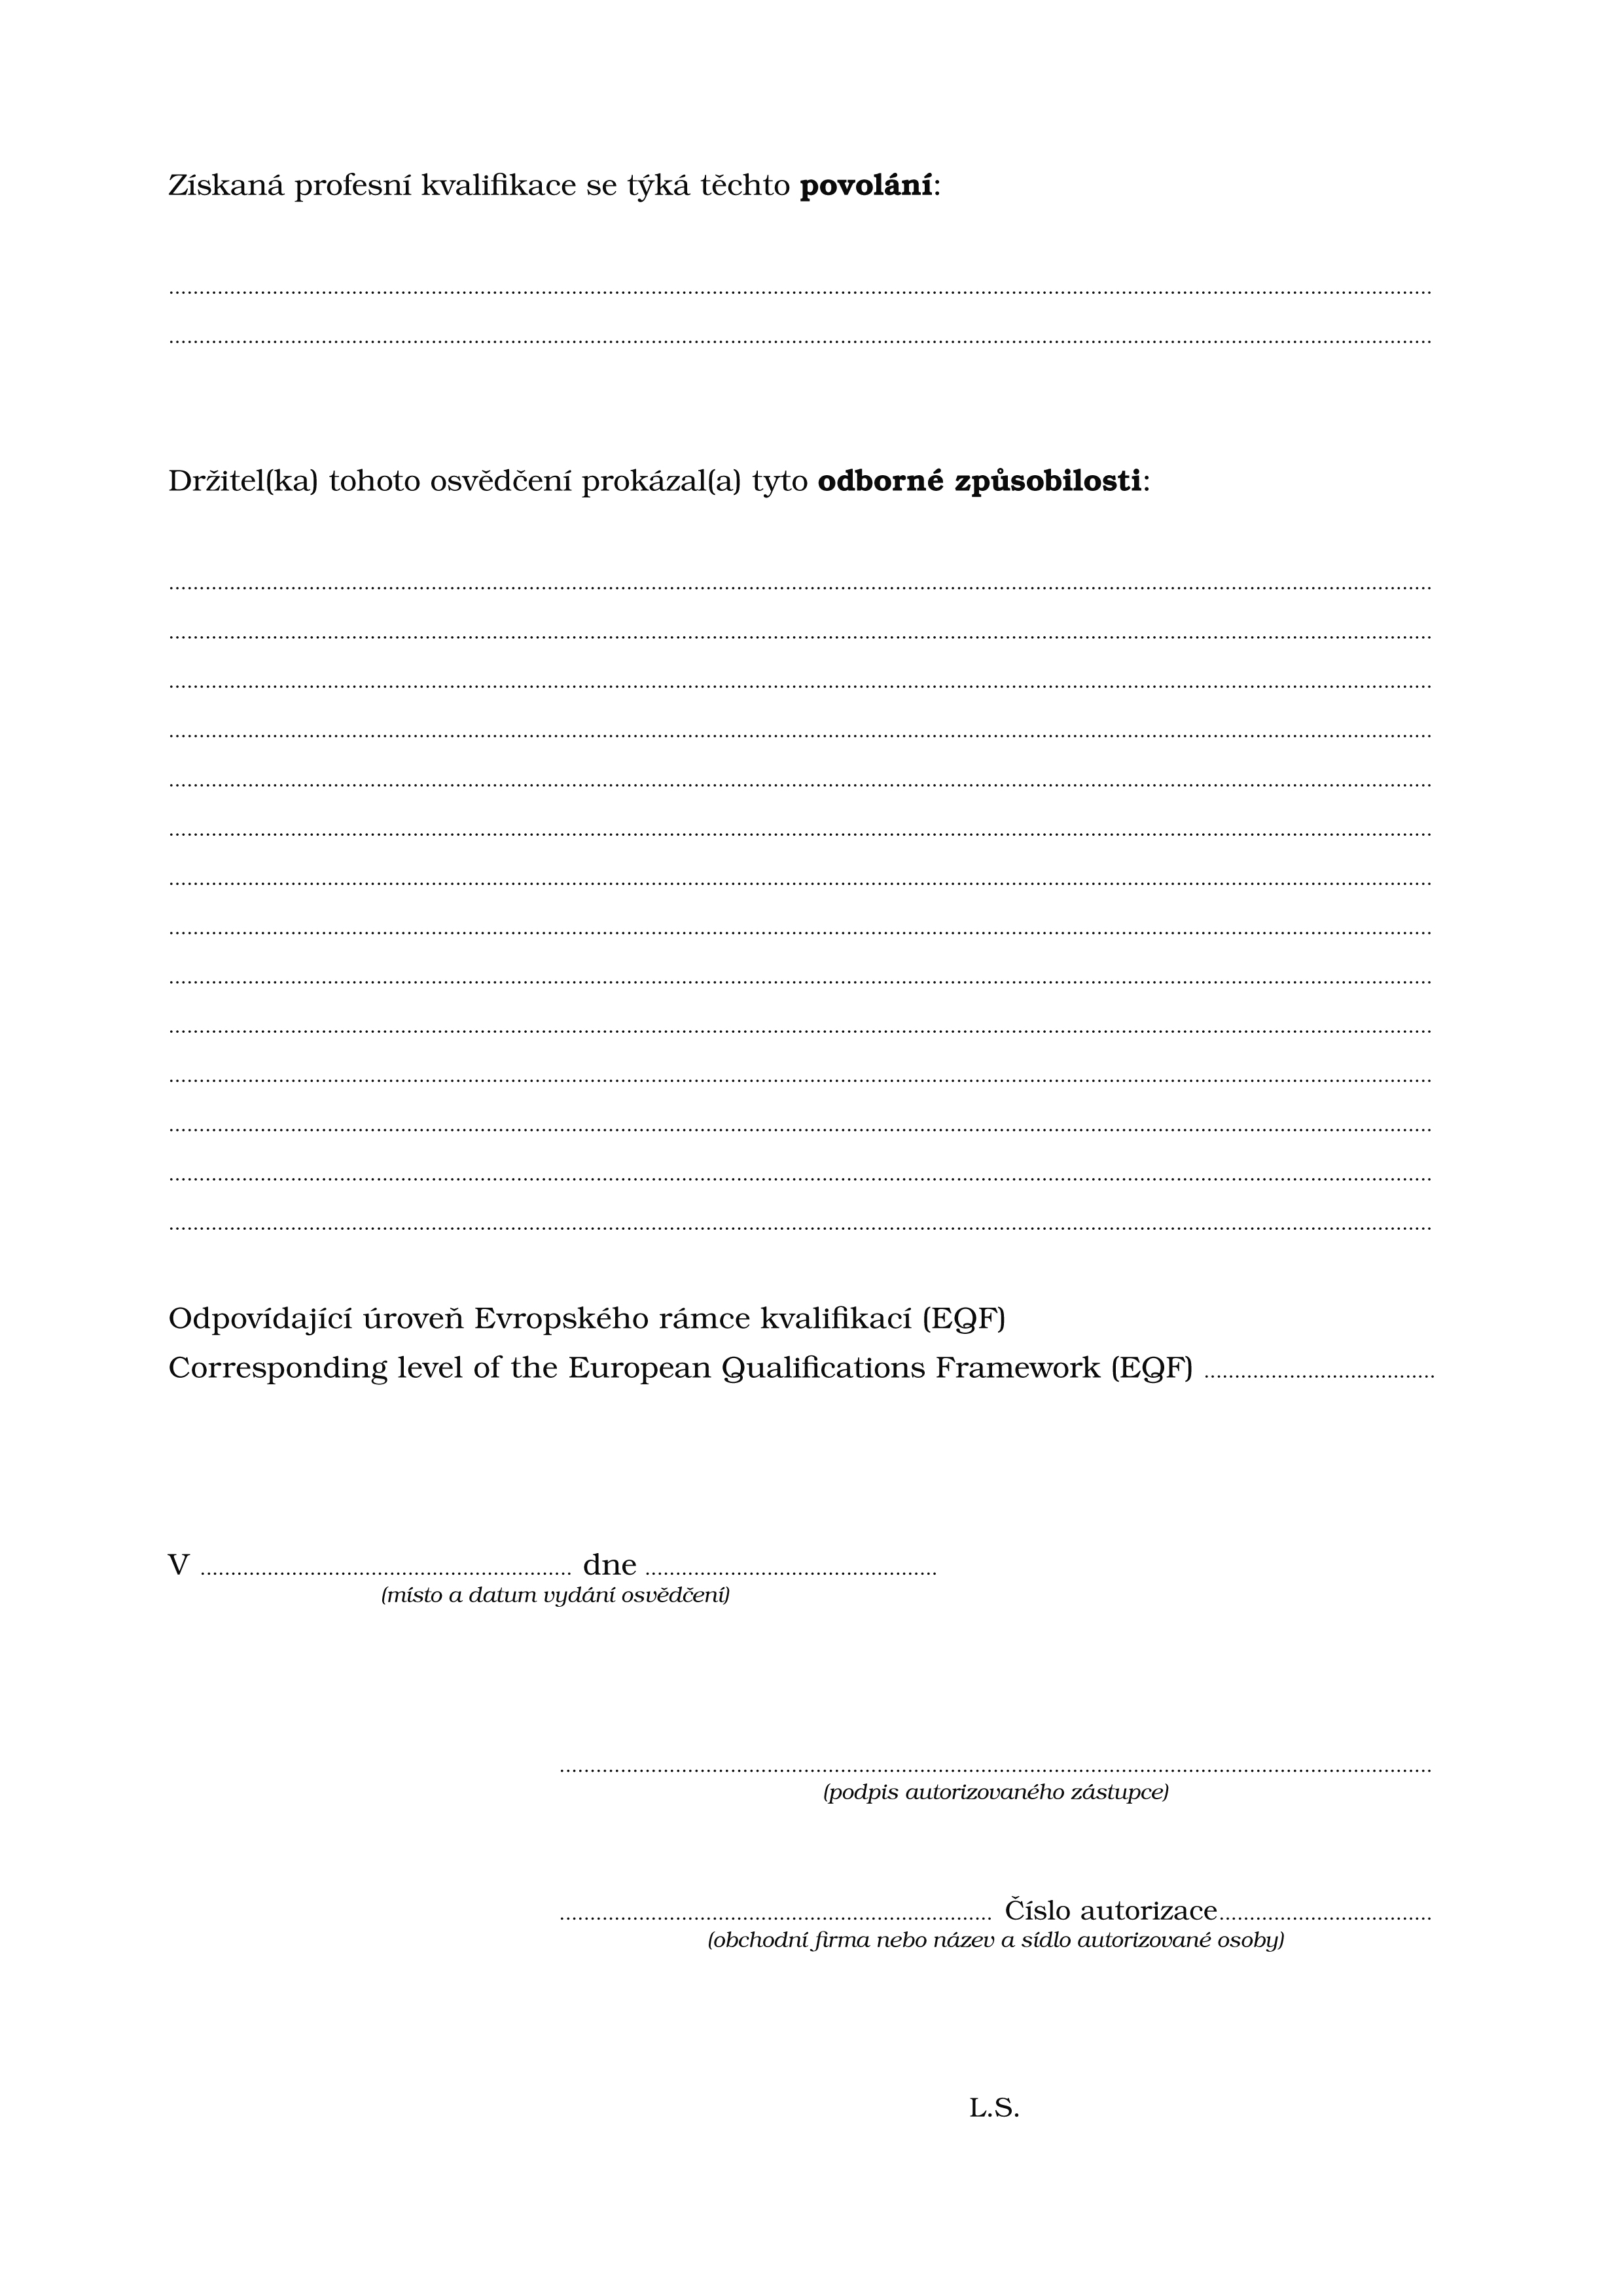 Získaná profesní kvalifikace se týká těchto povolání:
Držitel(ka) tohoto osvědčení prokázal(a) tyto odborné způsobilosti:
Odpovídající úroveň Evropského rámce kvalifikací (EQF)
Corresponding level of the European Qualifications Framework (EQF) ......................................
V ............................................................. dne ................................................
(místo a datum vydání osvědčení)
(podpis autorizovaného zástupce)
....................................................................... Číslo autorizace...................................
(obchodní firma nebo název a sídlo autorizované osoby)
L.S.